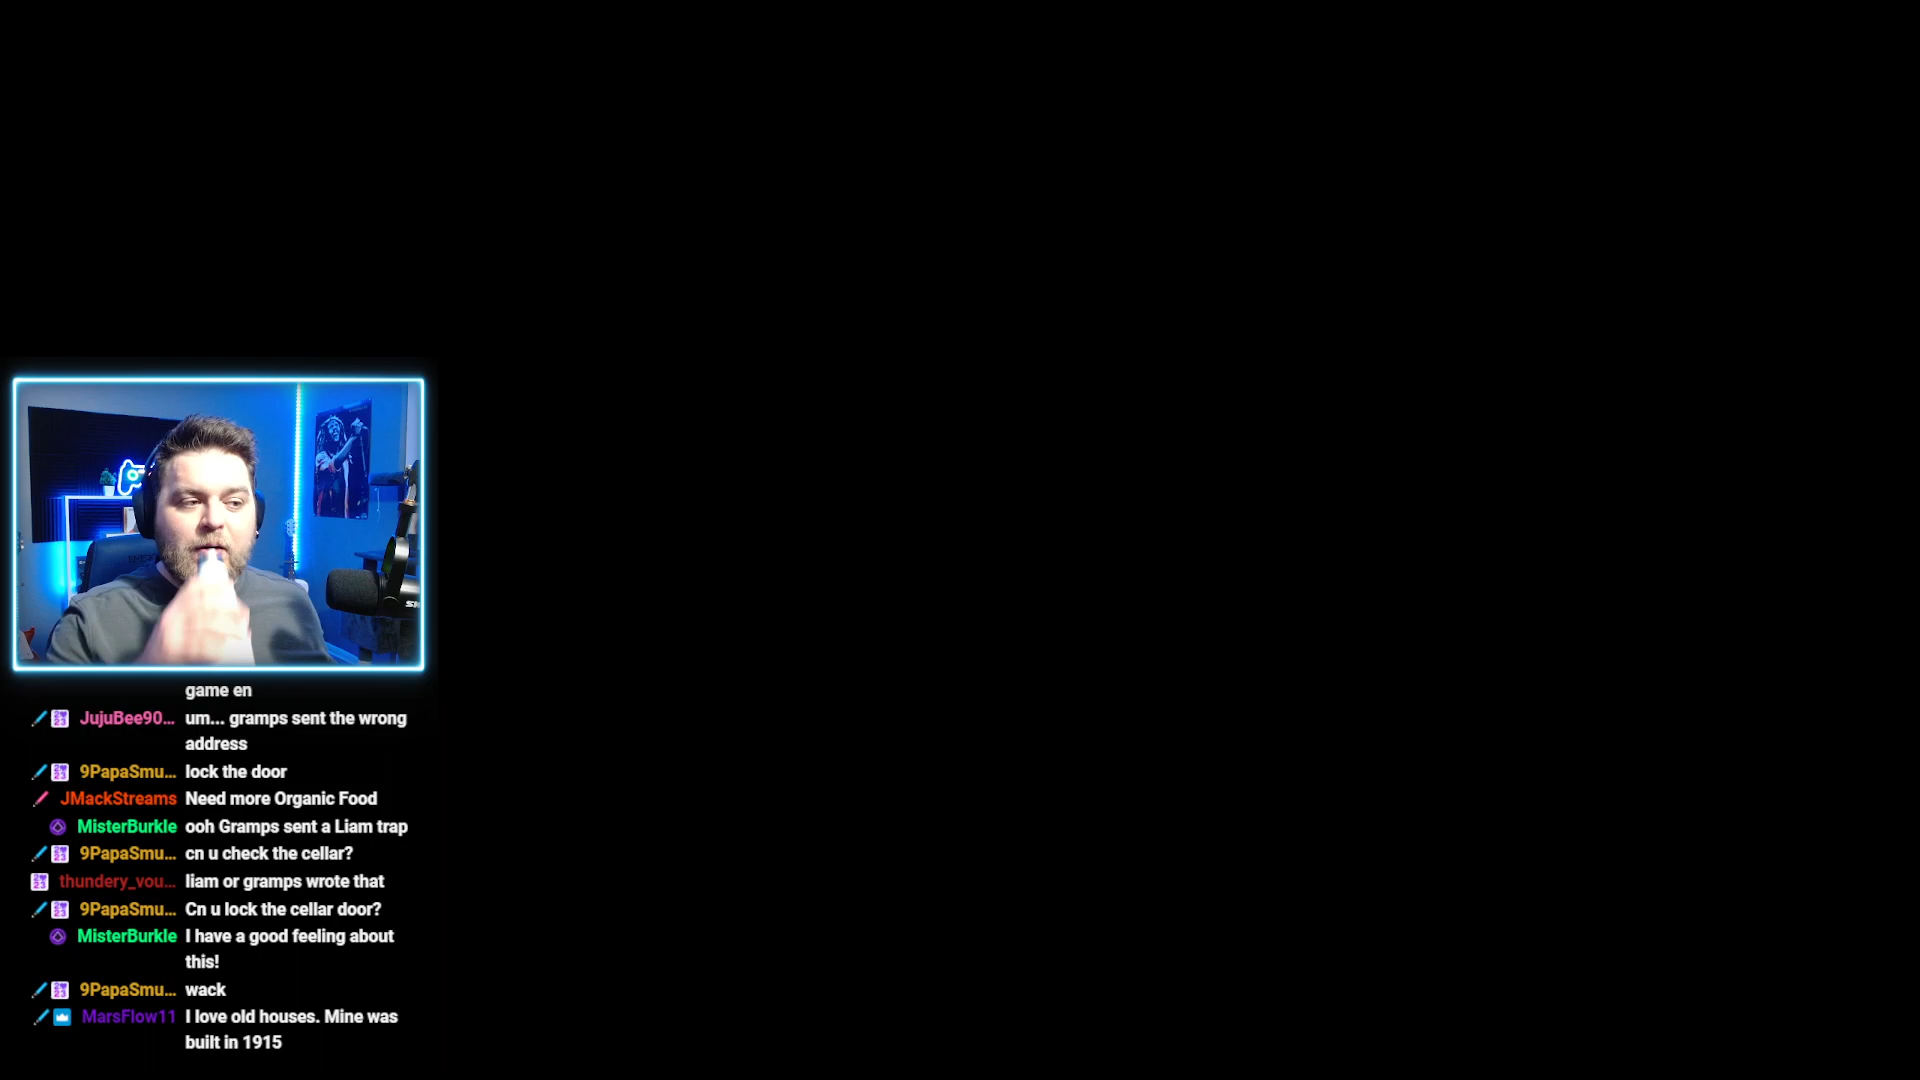 game en
JujuBee90... um... gramps sent the wrong
address
9PapaSmu... lock the door
JMackStreams Need more Organic Food
MisterBurkle ooh Gramps sent a Liam trap
9PapaSmu... cn u check the cellar?
thundery_vou... liam or gramps wrote that
9PapaSmu... Cn u lock the cellar door?
MisterBurkle I have a good feeling about
this!
9PapaSmu... wack
MarsFlow11 I love old houses. Mine was
built in 1915